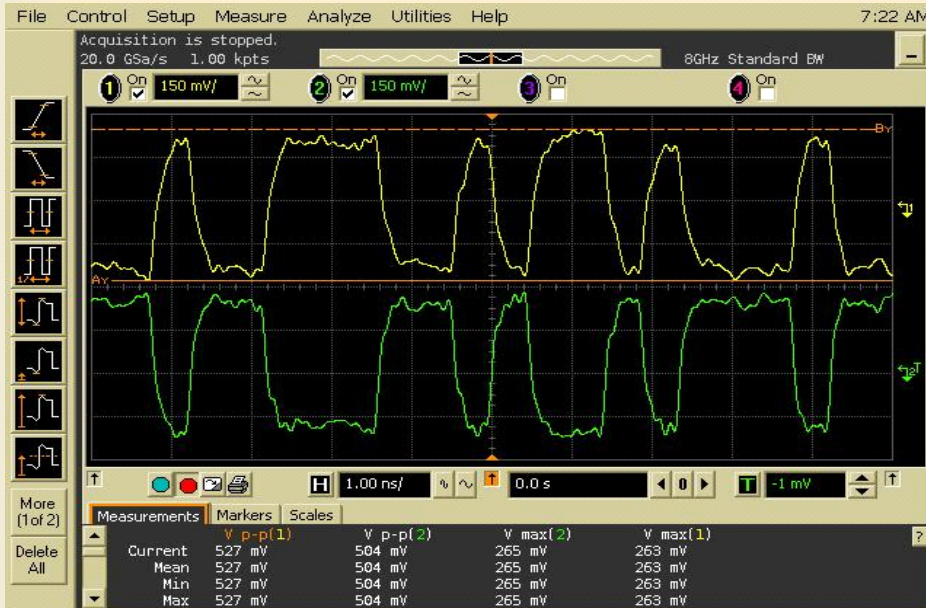 File Control Setup Measure Analyze Utilities Help 7:22 AM
Acquisition is stopped.
20.0 GSa/s 1.00 kpts 8GHz Standard BW
1 On 150 mV/ 2 On 150 mV/ 3 On 4 On
By
1
Ay
2T
H 1.00 ns/ 0.0 s 0 T -1 mV
More
(1of 2)
Delete
All
Measurements Markers Scales
V p-p(1) V p-p(2) V max(2) V max(1)
Current 527 mV 504 mV 265 mV 263 mV
Mean 527 mV 504 mV 265 mV 263 mV
Min 527 mV 504 mV 265 mV 263 mV
Max 527 mV 504 mV 265 mV 263 mV
?